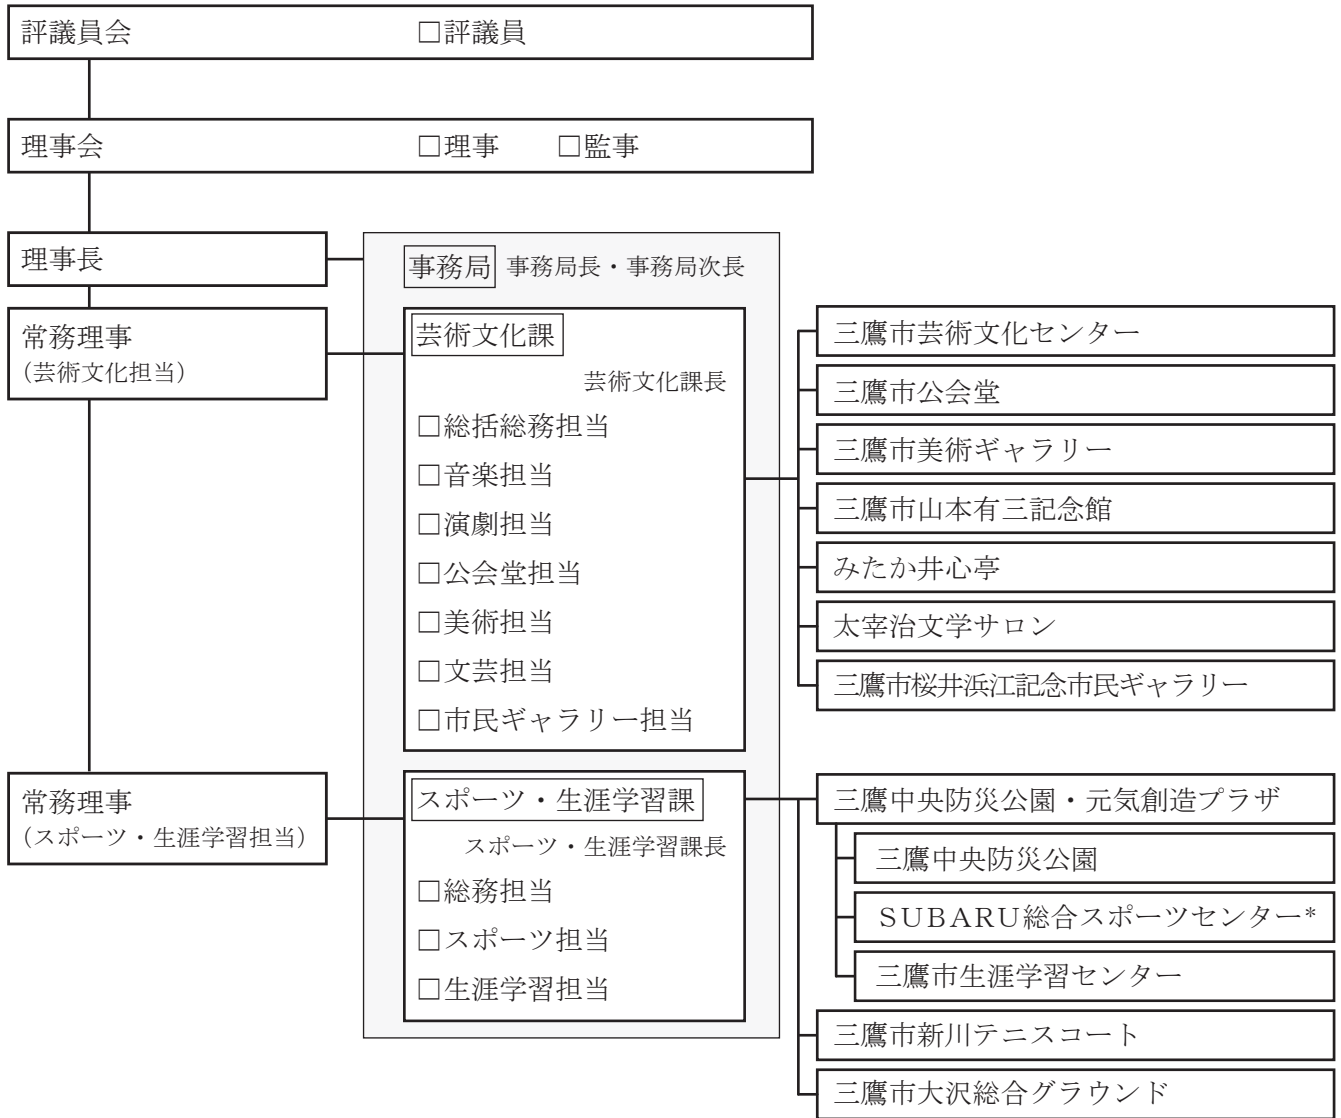 評議員会 □評議員
理事会 □理事 □監事
理事長
事務局 事務局長・事務局次長
常務理事
(芸術文化担当)
芸術文化課
芸術文化課長
□総括総務担当
□音楽担当
□演劇担当
□公会堂担当
□美術担当
□文芸担当
□市民ギャラリー担当
三鷹市芸術文化センター
三鷹市公会堂
三鷹市美術ギャラリー
三鷹市山本有三記念館
みたか井心亭
太宰治文学サロン
三鷹市桜井浜江記念市民ギャラリー
常務理事
(スポーツ・生涯学習担当)
スポーツ・生涯学習課
スポーツ・生涯学習課長
□総務担当
□スポーツ担当
□生涯学習担当
三鷹中央防災公園・元気創造プラザ
三鷹中央防災公園
SUBARU総合スポーツセンター*
三鷹市生涯学習センター
三鷹市新川テニスコート
三鷹市大沢総合グラウンド